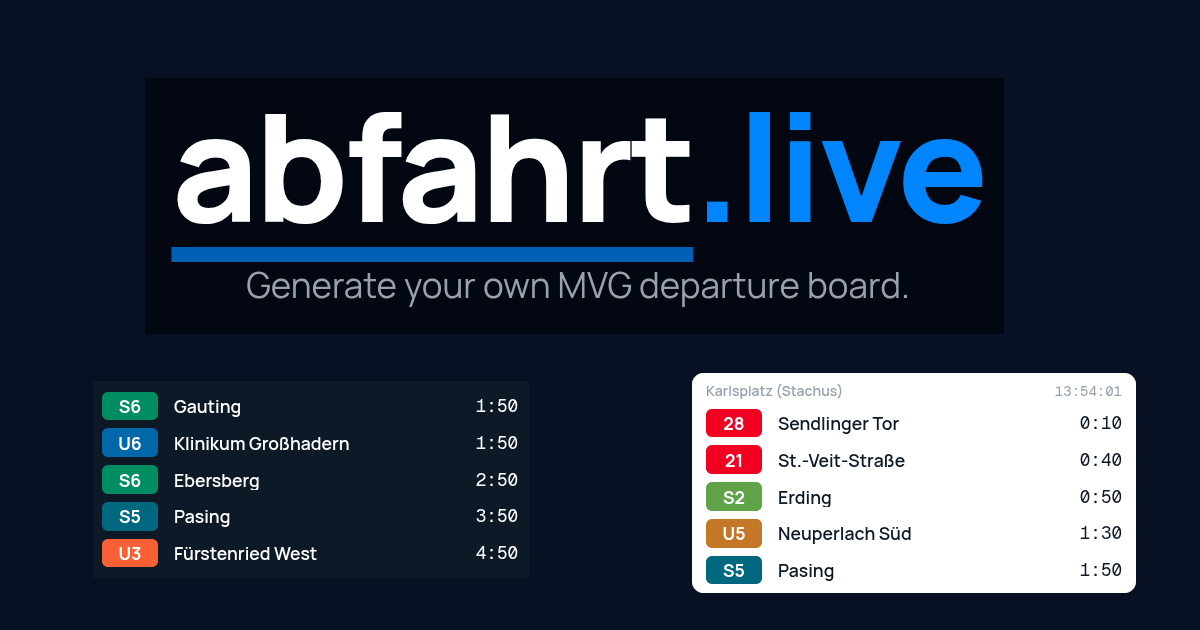 abfahrt.live
Generate your own MVG departure board.
S6 Gauting 1:50
U6 Klinikum Großhadern 1:50
S6 Ebersberg 2:50
S5 Pasing 3:50
U3 Fürstenried West 4:50
Karlsplatz (Stachus) 13:54:01
28 Sendlinger Tor 0:10
21 St.-Veit-Straße 0:40
S2 Erding 0:50
U5 Neuperlach Süd 1:30
S5 Pasing 1:50